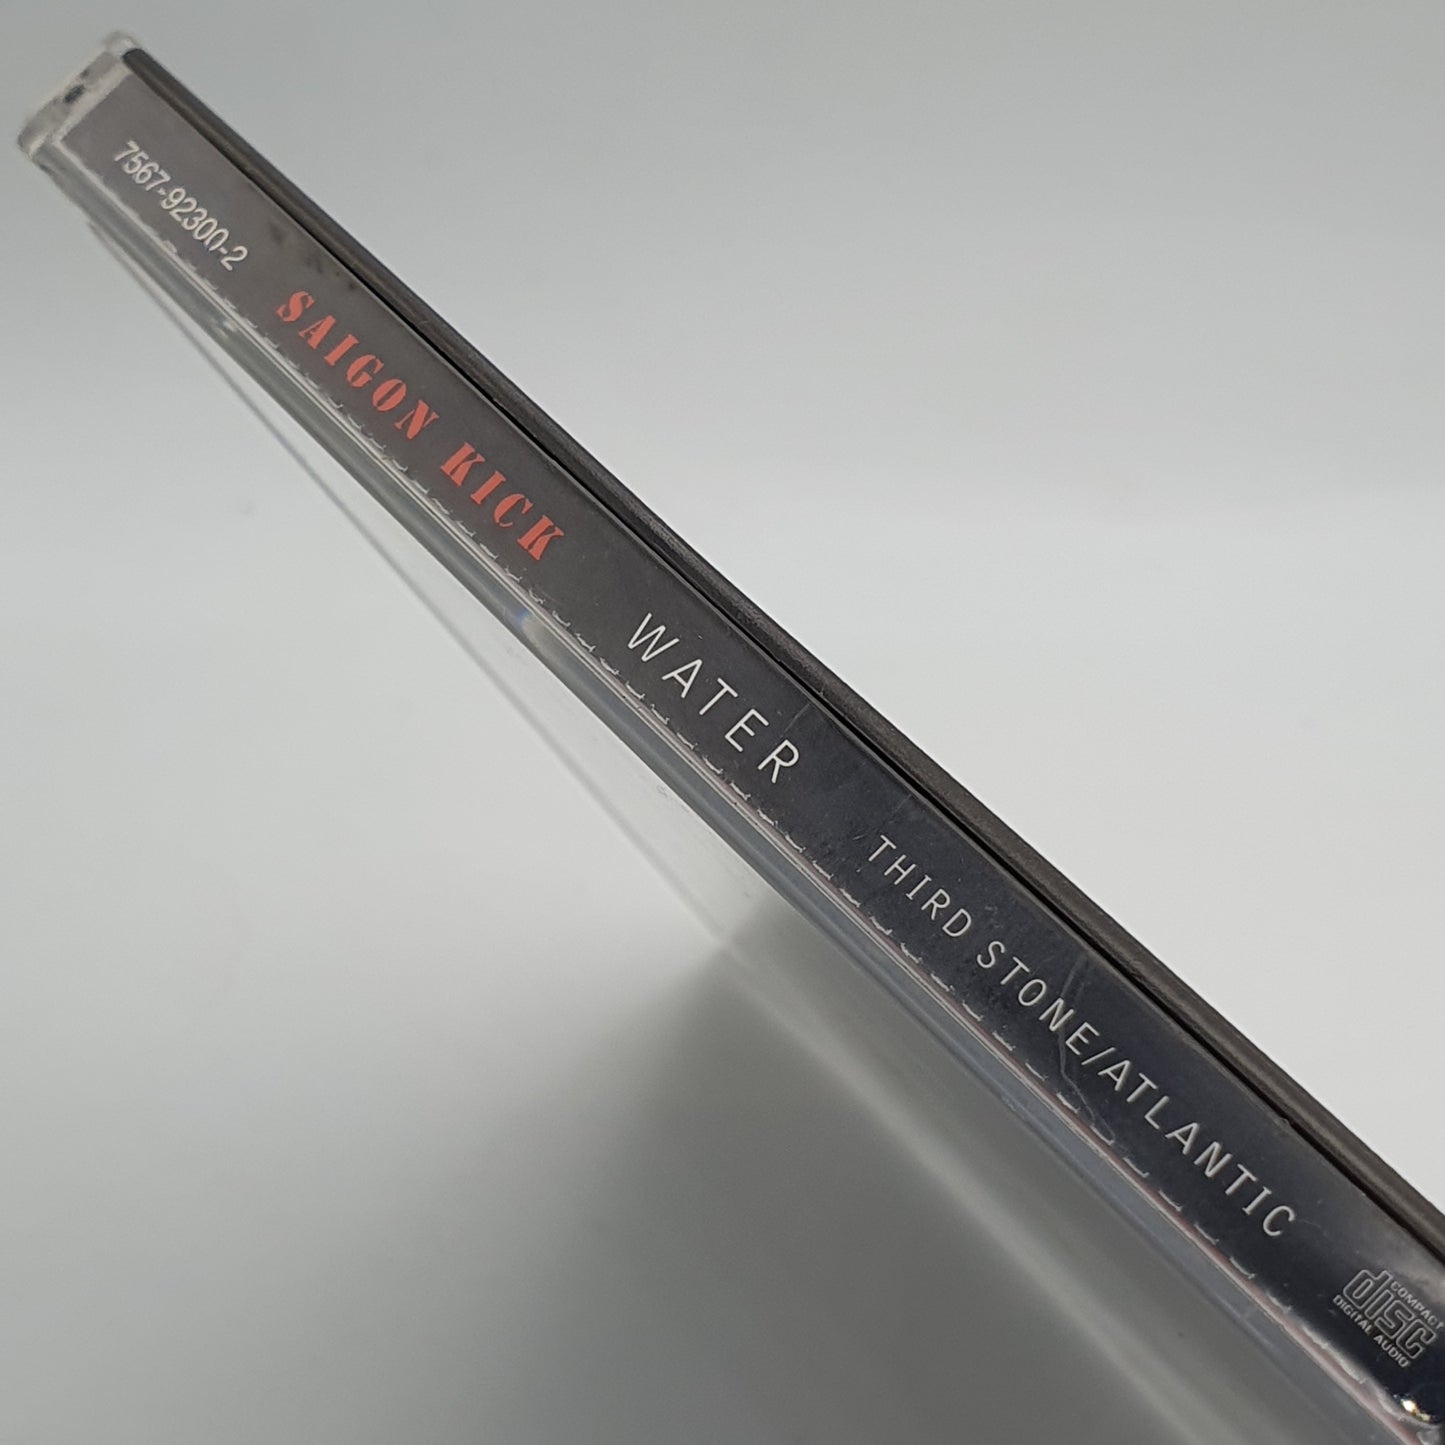 7567-92300-2
SAIGON KICK
WATER
THIRD STONE/ATLANTIC
COMPACT
disc
DIGITAL AUDIO